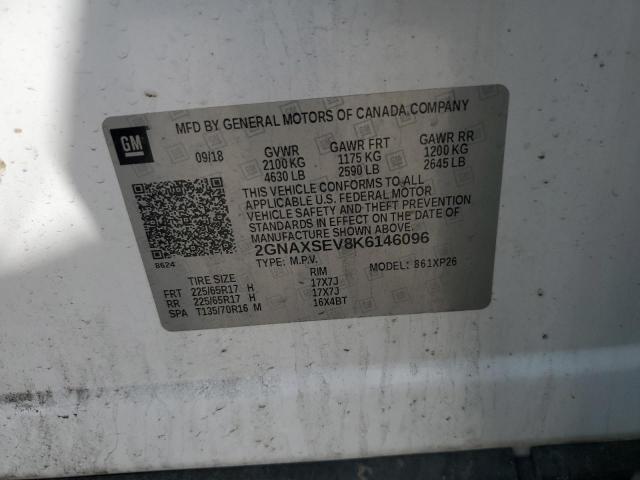 GM
MFD BY GENERAL MOTORS OF CANADA COMPANY
09/18 GVWR GAWR FRT GAWR RR
2100 KG 1175 KG 1200 KG
4630 LB 2590 LB 2645 LB
THIS VEHICLE CONFORMS TO ALL
APPLICABLE U.S. FEDERAL MOTOR
VEHICLE SAFETY AND THEFT PREVENTION
STANDARDS IN EFFECT ON THE DATE OF
MANUFACTURE SHOWN ABOVE.
2GNAXSEV8K6146096
8624 TYPE: M.P.V. MODEL: 861XP26
TIRE SIZE RIM
FRT 225/65R17 H 17X7J
RR 225/65R17 H 17X7J
SPA T135/70R16 M 16X4BT